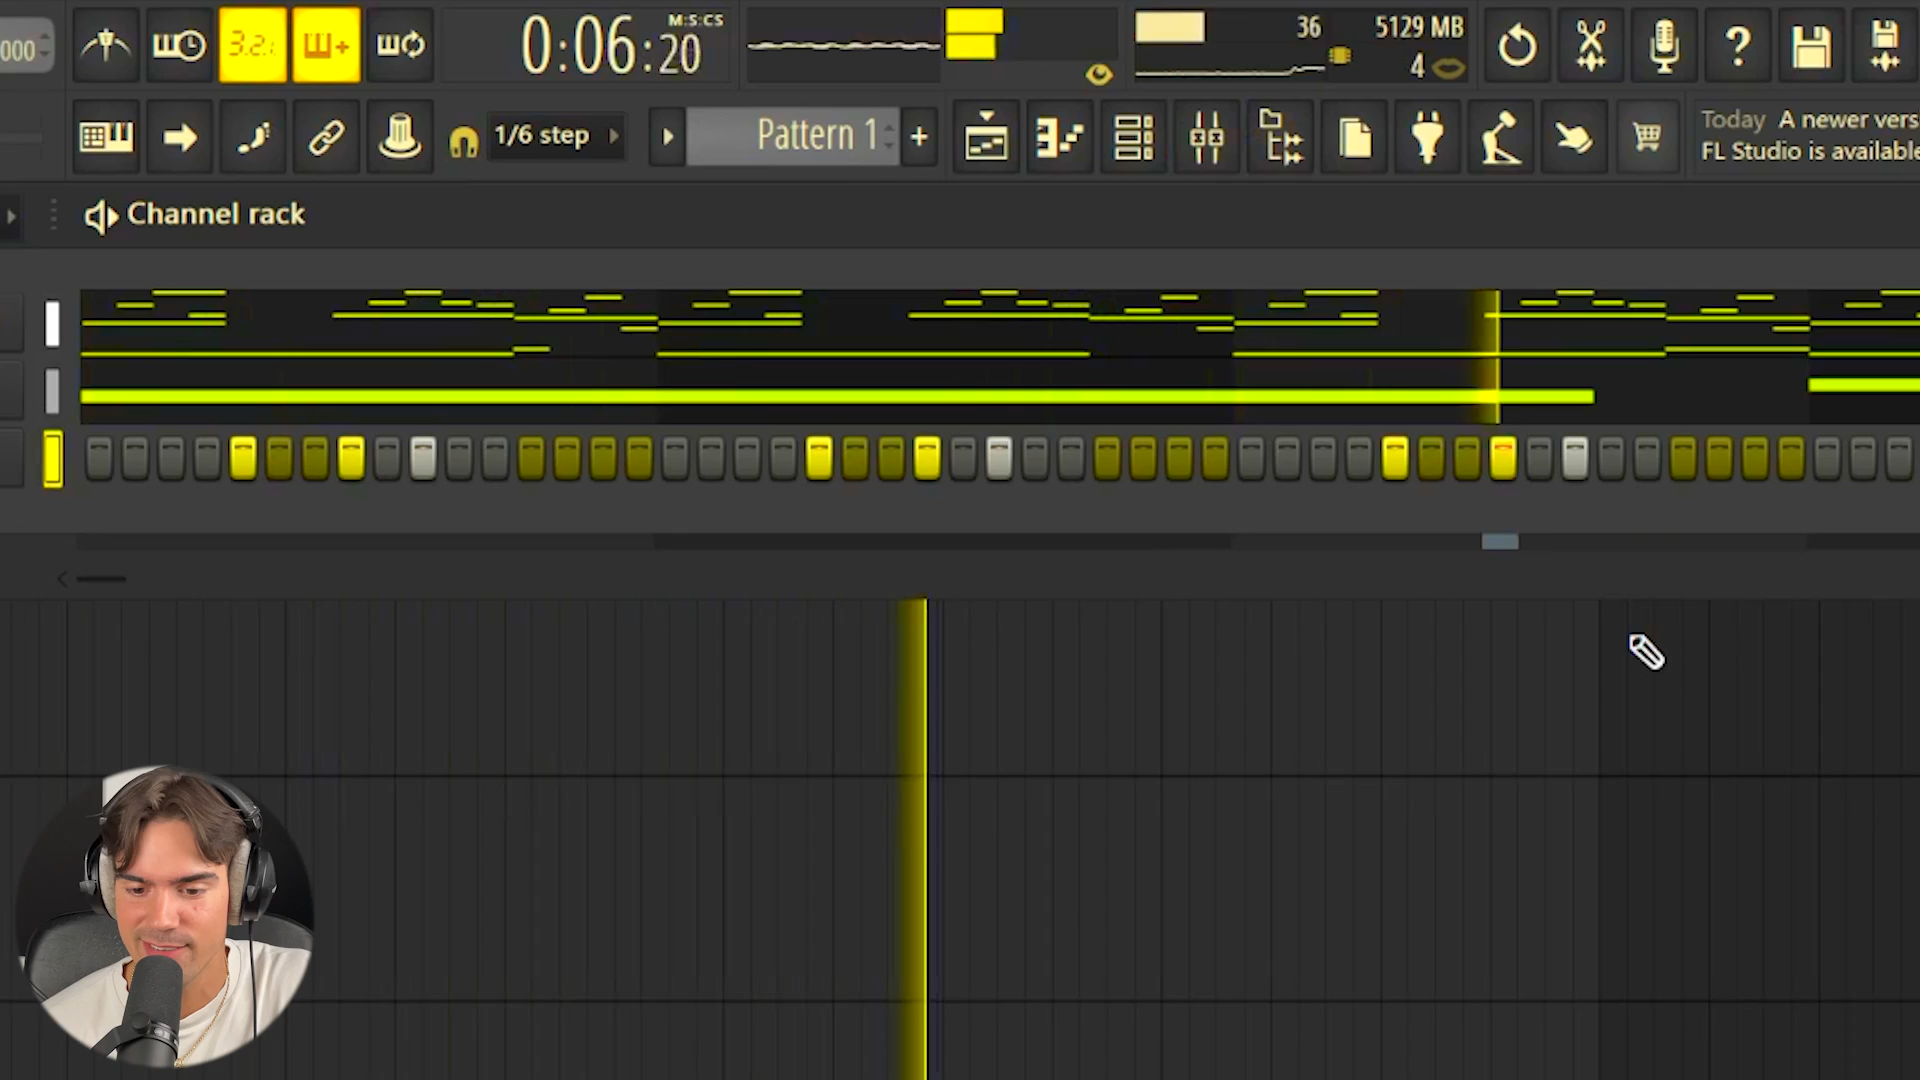 000
3.2.
M:S:CS
0:06:20
36
5129 MB
4
1/6 step
Pattern 1
+
?
Today A newer vers
FL Studio is available
Channel rack